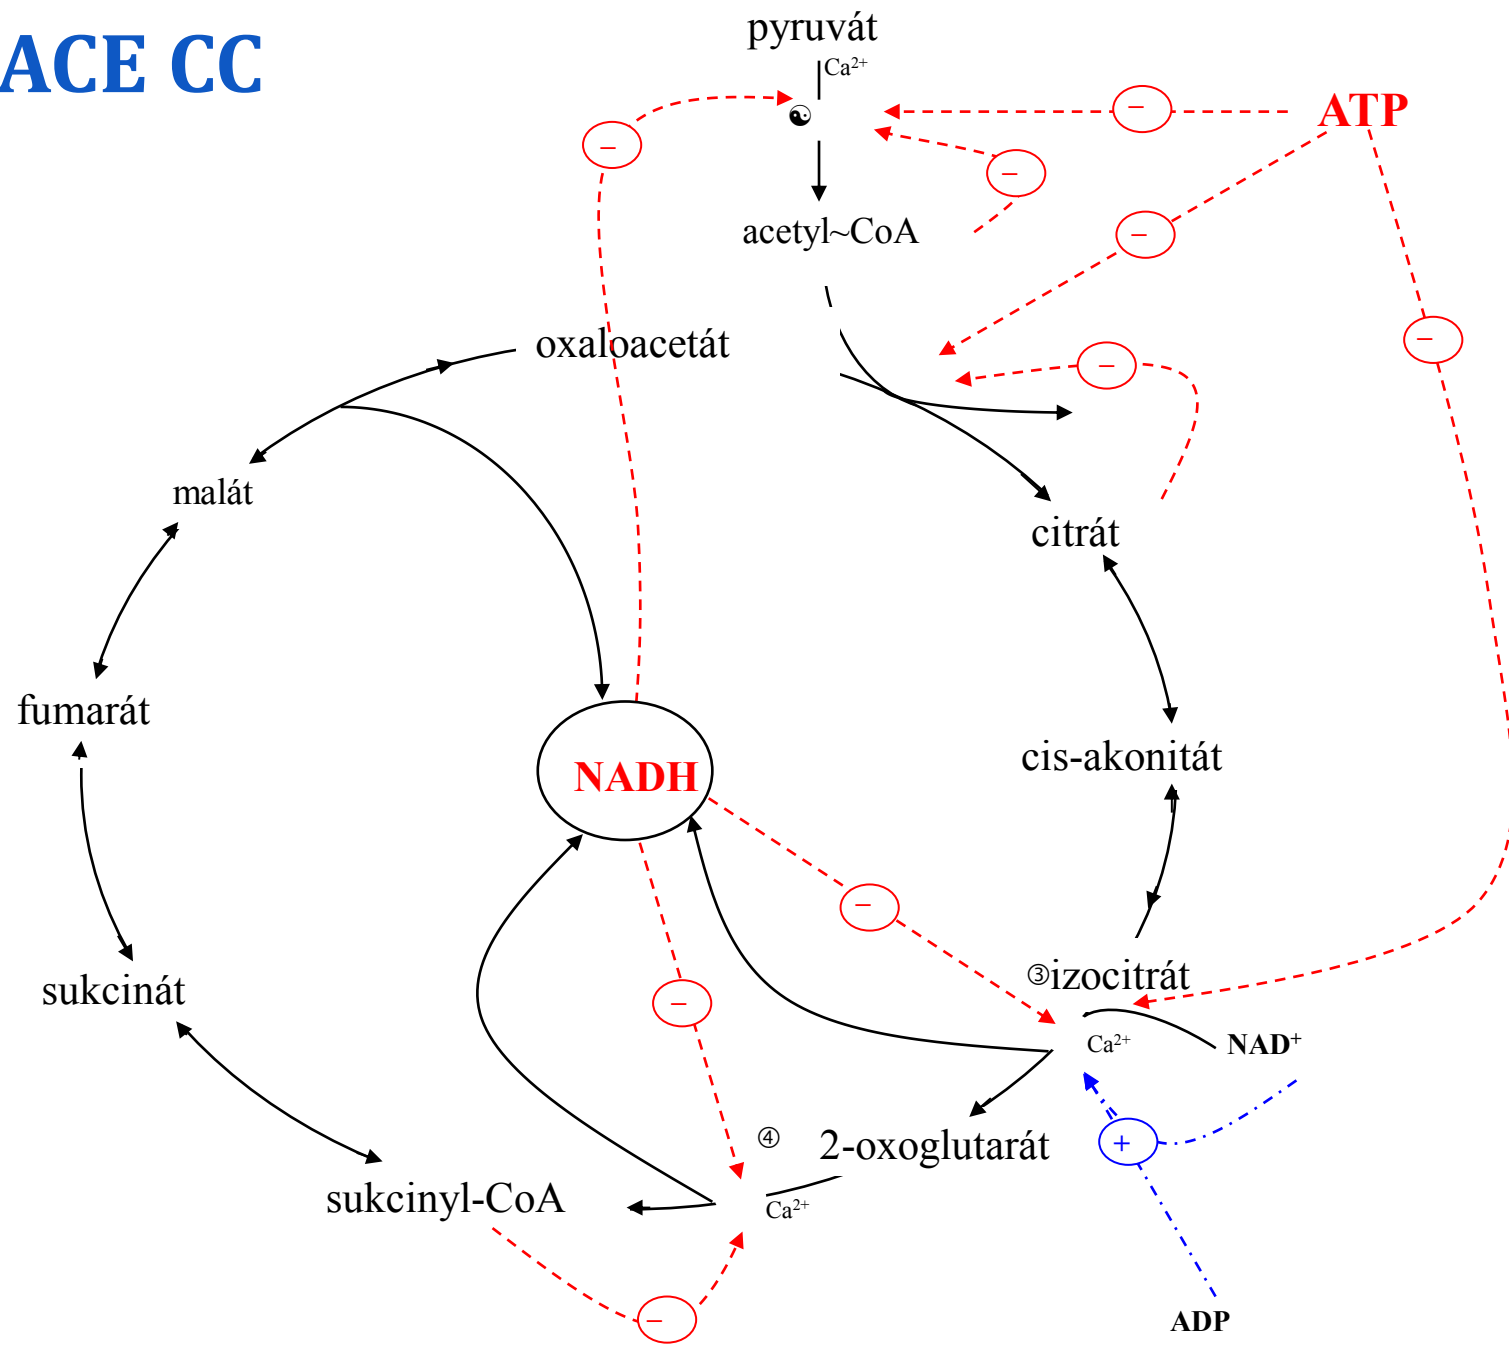 ACE CC
pyruvát
Ca²⁺
☯
−
−
ATP
−
acetyl~CoA
−
oxaloacetát
−
−
malát
citrát
fumarát
NADH
cis-akonitát
−
③izocitrát
sukcinát
−
Ca²⁺
NAD⁺
④
2-oxoglutarát
+
sukcinyl-CoA
Ca²⁺
−
ADP